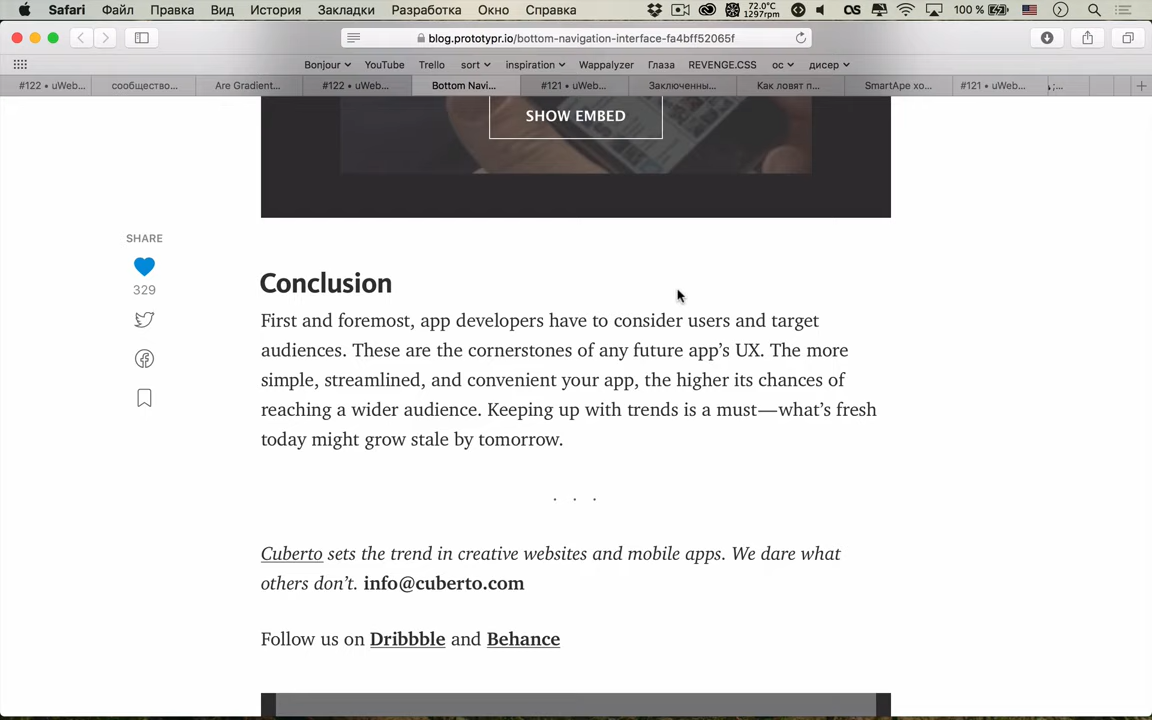 Safari Файл Правка Вид История Закладки Разработка Окно Справка 72.0°C 1297rpm 100 %
blog.prototypr.io/bottom-navigation-interface-fa4bff52065f
Bonjour YouTube Trello sort inspiration Wappalyzer Глаза REVENGE.CSS ос дисер
#122 • uWeb... сообщество... Are Gradient... #122 • uWeb... Bottom Navi... #121 • uWeb... Заключенны... Как ловят п... SmartApe хо... #121 • uWeb...
SHOW EMBED
SHARE
329
Conclusion
First and foremost, app developers have to consider users and target
audiences. These are the cornerstones of any future app’s UX. The more
simple, streamlined, and convenient your app, the higher its chances of
reaching a wider audience. Keeping up with trends is a must—what’s fresh
today might grow stale by tomorrow.
. . .
Cuberto sets the trend in creative websites and mobile apps. We dare what
others don’t. info@cuberto.com
Follow us on Dribbble and Behance